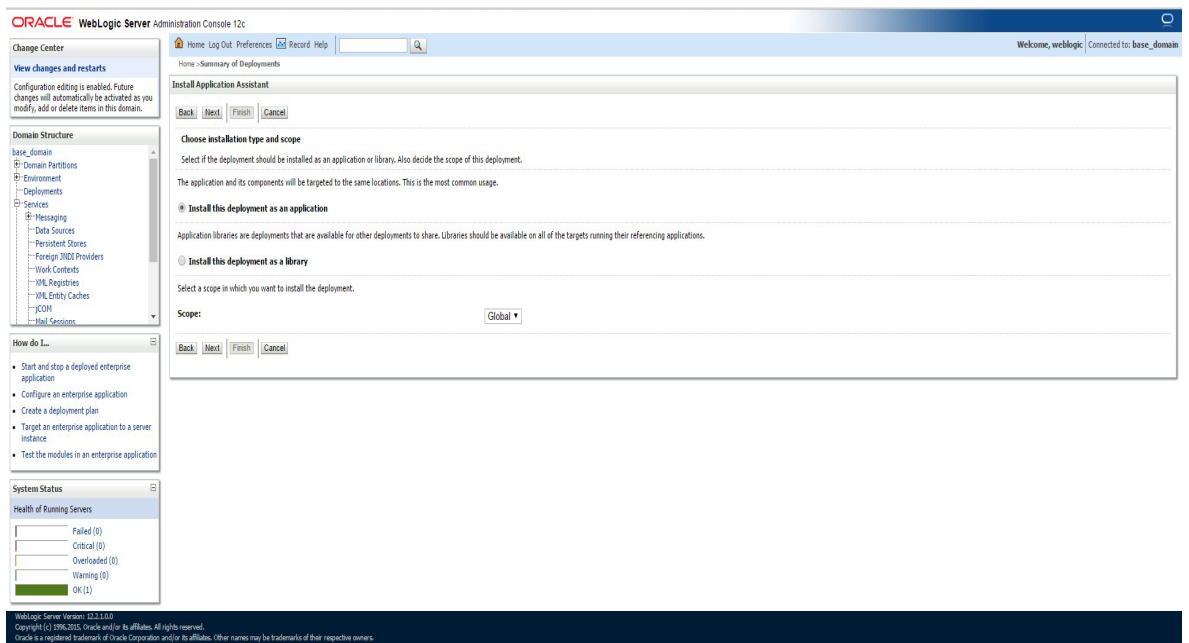 ORACLE WebLogic Server Administration Console 12c
Change Center
View changes and restarts
Configuration editing is enabled. Future
changes will automatically be activated as you
modify, add or delete items in this domain.
Domain Structure
base_domain
Domain Partitions
Environment
Deployments
Services
Messaging
Data Sources
Persistent Stores
Foreign JNDI Providers
Work Contexts
XML Registries
XML Entity Caches
jCOM
Mail Sessions
How do I...
Start and stop a deployed enterprise
application
Configure an enterprise application
Create a deployment plan
Target an enterprise application to a server
instance
Test the modules in an enterprise application
System Status
Health of Running Servers
Failed (0)
Critical (0)
Overloaded (0)
Warning (0)
OK (1)
Home Log Out Preferences Record Help
Welcome, weblogic Connected to: base_domain
Home >Summary of Deployments
Install Application Assistant
Back Next Finish Cancel
Choose installation type and scope
Select if the deployment should be installed as an application or library. Also decide the scope of this deployment.
The application and its components will be targeted to the same locations. This is the most common usage.
Install this deployment as an application
Application libraries are deployments that are available for other deployments to share. Libraries should be available on all of the targets running their referencing applications.
Install this deployment as a library
Select a scope in which you want to install the deployment.
Scope: Global
Back Next Finish Cancel
WebLogic Server Version: 12.2.1.0.0
Copyright (c) 1996,2015, Oracle and/or its affiliates. All rights reserved.
Oracle is a registered trademark of Oracle Corporation and/or its affiliates. Other names may be trademarks of their respective owners.